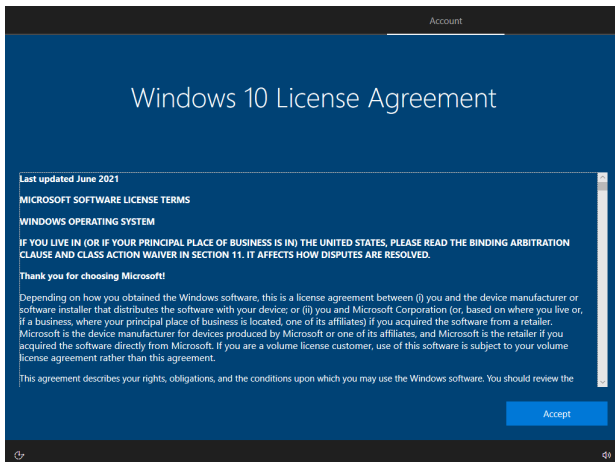 Account
Windows 10 License Agreement
Last updated June 2021
MICROSOFT SOFTWARE LICENSE TERMS
WINDOWS OPERATING SYSTEM
IF YOU LIVE IN (OR IF YOUR PRINCIPAL PLACE OF BUSINESS IS IN) THE UNITED STATES, PLEASE READ THE BINDING ARBITRATION
CLAUSE AND CLASS ACTION WAIVER IN SECTION 11. IT AFFECTS HOW DISPUTES ARE RESOLVED.
Thank you for choosing Microsoft!
Depending on how you obtained the Windows software, this is a license agreement between (i) you and the device manufacturer or
software installer that distributes the software with your device; or (ii) you and Microsoft Corporation (or, based on where you live or,
if a business, where your principal place of business is located, one of its affiliates) if you acquired the software from a retailer.
Microsoft is the device manufacturer for devices produced by Microsoft or one of its affiliates, and Microsoft is the retailer if you
acquired the software directly from Microsoft. If you are a volume license customer, use of this software is subject to your volume
license agreement rather than this agreement.
This agreement describes your rights, obligations, and the conditions upon which you may use the Windows software. You should review the
Accept